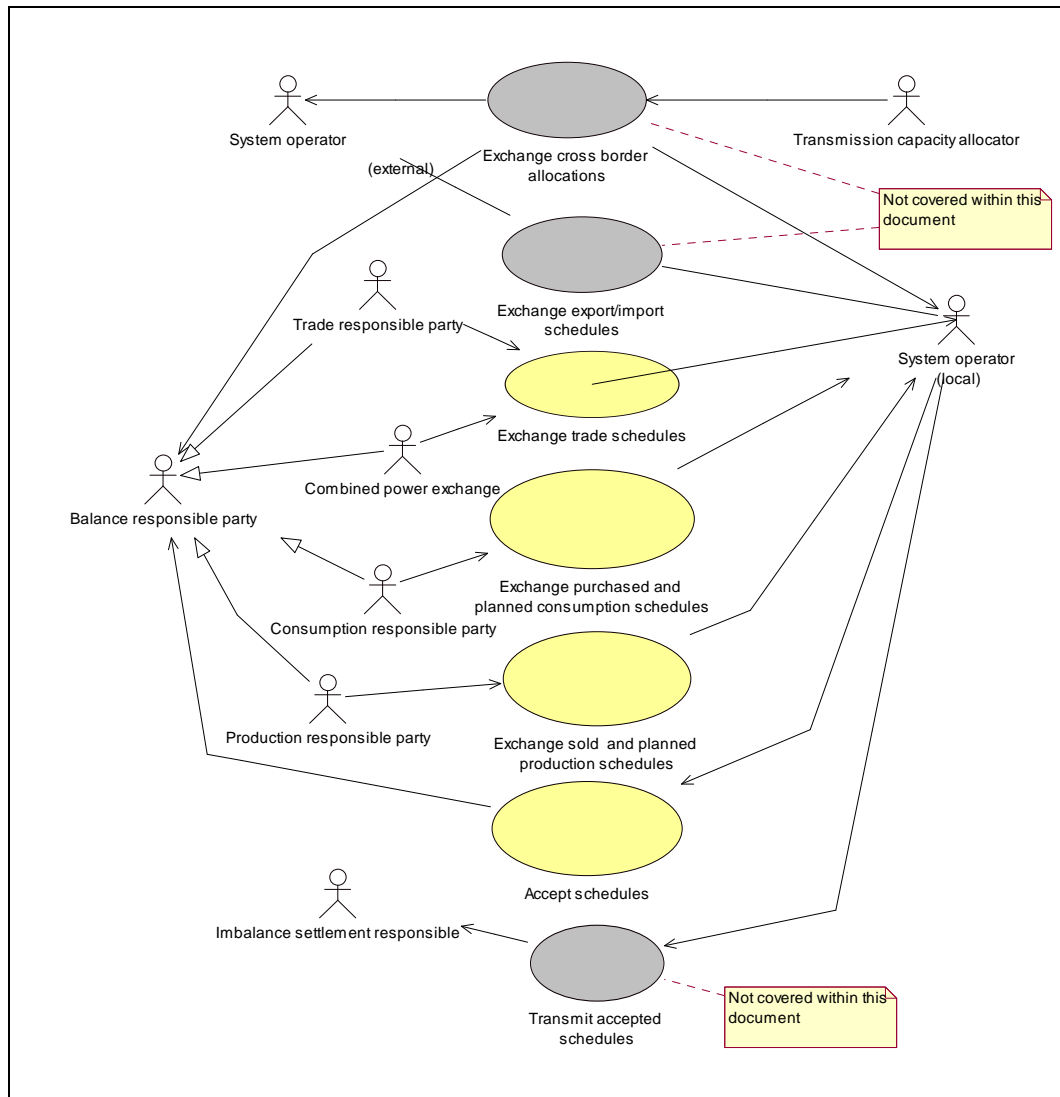 System operator
Transmission capacity allocator
Exchange cross border
allocations
(external)
Not covered within this
document
Trade responsible party
Exchange export/import
schedules
System operator
(local)
Exchange trade schedules
Combined power exchange
Balance responsible party
Exchange purchased and
planned consumption schedules
Consumption responsible party
Production responsible party
Exchange sold and planned
production schedules
Accept schedules
Imbalance settlement responsible
Transmit accepted
schedules
Not covered within this
document